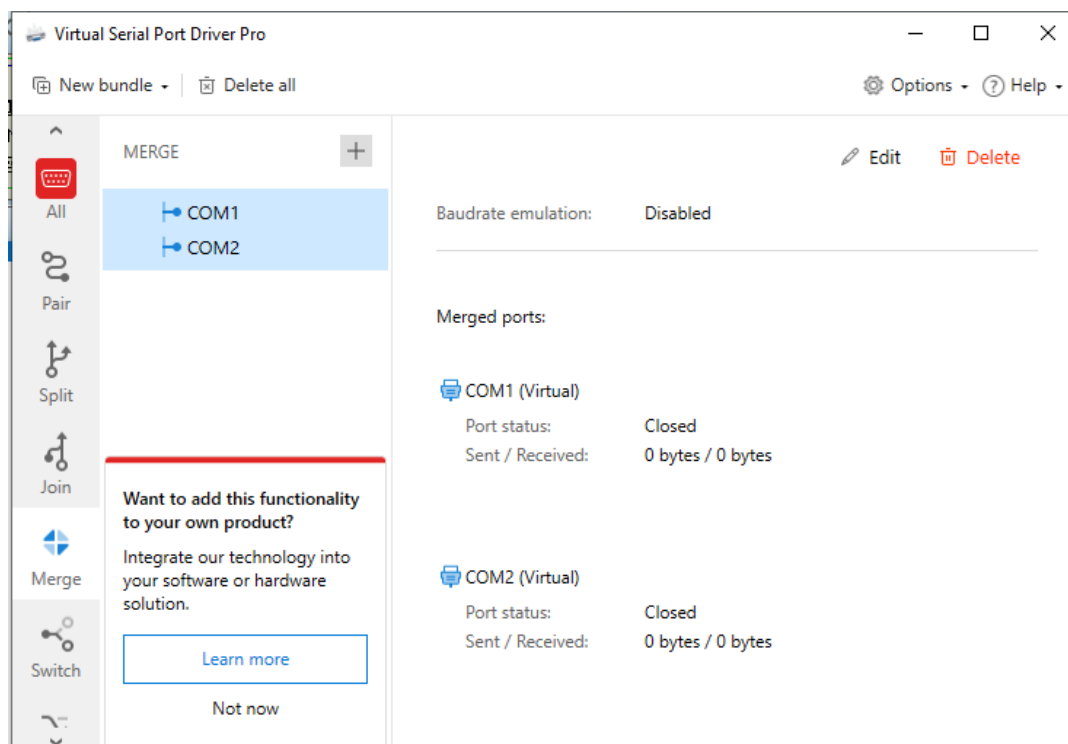 Virtual Serial Port Driver Pro
New bundle
Delete all
Options
Help
All
Pair
Split
Join
Merge
Switch
MERGE
COM1
COM2
Want to add this functionality
to your own product?
Integrate our technology into
your software or hardware
solution.
Learn more
Not now
Edit
Delete
Baudrate emulation: Disabled
Merged ports:
COM1 (Virtual)
Port status: Closed
Sent / Received: 0 bytes / 0 bytes
COM2 (Virtual)
Port status: Closed
Sent / Received: 0 bytes / 0 bytes